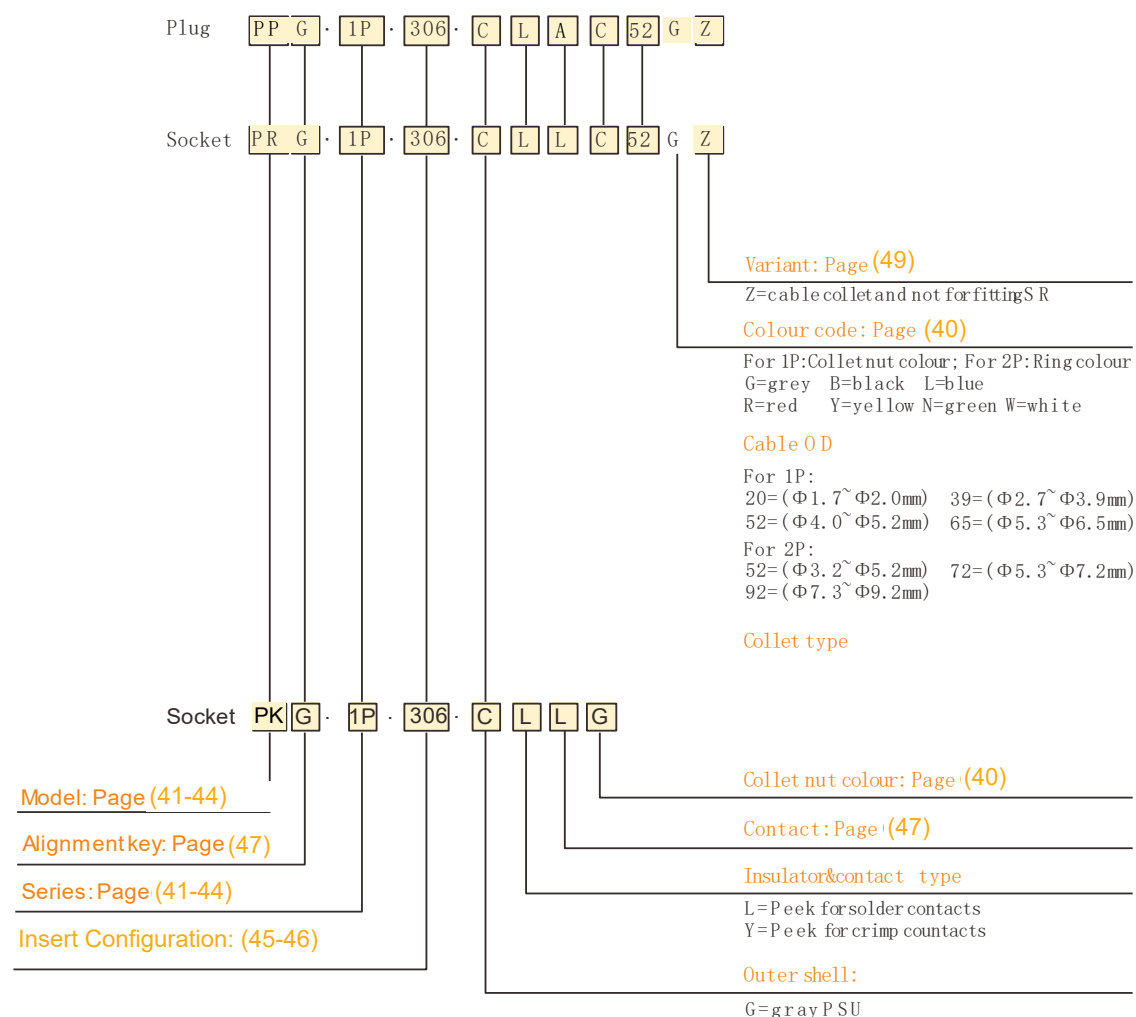 Plug PP G · 1P · 306 · C L A C 52 G Z
Socket PR G · 1P · 306 · C L L C 52 G Z
Variant: Page (49)
Z=cable collet and not for fitting S R
Colour code: Page (40)
For 1P:Collet nut colour; For 2P:Ring colour
G=grey B=black L=blue
R=red Y=yellow N=green W=white
Cable O D
For 1P:
20=(Φ1.7~Φ2.0mm) 39=(Φ2.7~Φ3.9mm)
52=(Φ4.0~Φ5.2mm) 65=(Φ5.3~Φ6.5mm)
For 2P:
52=(Φ3.2~Φ5.2mm) 72=(Φ5.3~Φ7.2mm)
92=(Φ7.3~Φ9.2mm)
Collet type
Socket PK G · 1P · 306 · C L L G
Model: Page (41-44)
Alignment key: Page (47)
Series: Page (41-44)
Insert Configuration: (45-46)
Collet nut colour: Page (40)
Contact: Page (47)
Insulator&contact type
L=Peek for solder contacts
Y=Peek for crimp countacts
Outer shell:
G=gray PSU